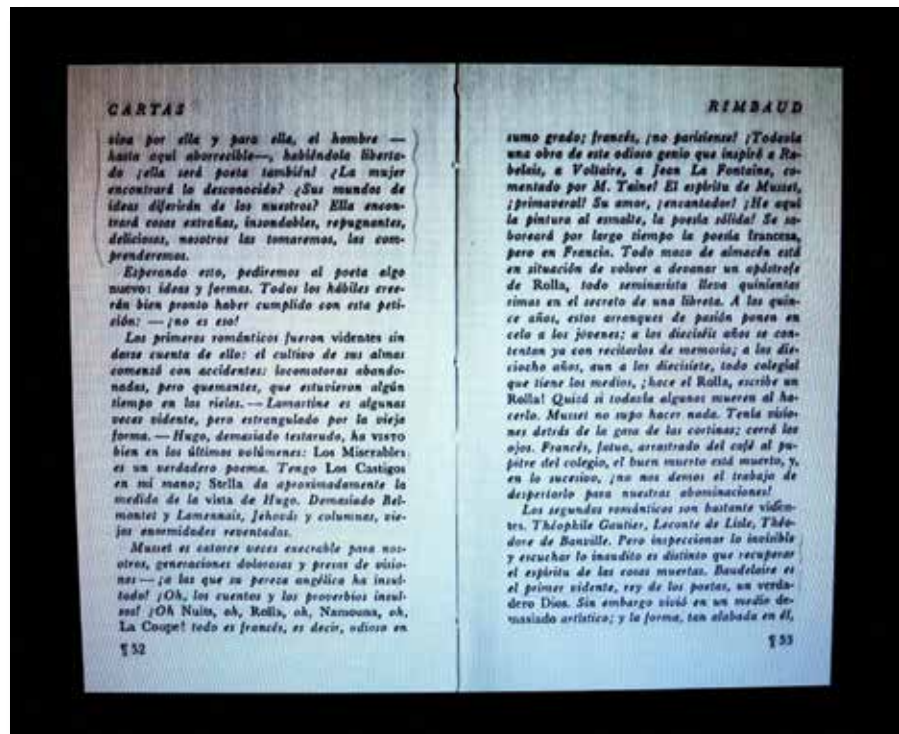 CARTAS
viva por ella y para ella, el hombre —
hasta aquí aborrecible—, habiéndola liberta-
do ¡ella será poeta también! ¿La mujer
encontrará lo desconocido? ¿Sus mundos de
ideas diferirán de los nuestros? Ella encon-
trará cosas extrañas, insondables, repugnantes,
deliciosas, nosotros las tomaremos, las com-
prenderemos.
Esperando esto, pediremos al poeta algo
nuevo: ideas y formas. Todos los hábiles cree-
rán bien pronto haber cumplido con esta peti-
ción: — ¡no es eso!
Los primeros románticos fueron videntes sin
darse cuenta de ello: el cultivo de sus almas
comenzó con accidentes: locomotoras abando-
nadas, pero quemantes, que estuvieron algún
tiempo en los rieles. — Lamartine es algunas
veces vidente, pero estrangulado por la vieja
forma. — Hugo, demasiado testarudo, ha VISTO
bien en los últimos volúmenes: Los Miserables
es un verdadero poema. Tengo Los Castigos
en mi mano; Stella da aproximadamente la
medida de la vista de Hugo. Demasiado Bel-
montet y Lamennais, Jehovás y columnas, vie-
jas enormidades reventadas.
Musset es catorce veces execrable para nos-
otros, generaciones dolorosas y presas de visio-
nes — ¡a las que su pereza angélica ha insul-
tado! ¡Oh, los cuentos y los proverbios insul-
sos! ¡Oh Nuits, oh, Rolla, oh, Namouna, oh,
La Coupe! todo es francés, es decir, odioso en
¶ 52
RIMBAUD
sumo grado; francés, ¡no parisiense! ¡Todavía
una obra de este odioso genio que inspiró a Ra-
belais, a Voltaire, a Jean La Fontaine, co-
mentado por M. Taine! El espíritu de Musset,
¡primaveral! Su amor, ¡encantador! ¡He aquí
la pintura al esmalte, la poesía sólida! Se sa-
boreará por largo tiempo la poesía francesa,
pero en Francia. Todo mozo de almacén está
en situación de volver a devanar un apóstrofe
de Rolla, todo seminarista lleva quinientas
rimas en el secreto de una libreta. A los quin-
ce años, estos arranques de pasión ponen en
celo a los jóvenes; a los dieciséis años se con-
tentan ya con recitarlos de memoria; a los die-
ciocho años, aun a los diecisiete, todo colegial
que tiene los medios, ¡hace el Rolla, escribe un
Rolla! Quizá si todavía algunos mueren al ha-
cerlo. Musset no supo hacer nada. Tenía visio-
nes detrás de la gasa de las cortinas; cerró los
ojos. Francés, fatuo, arrastrado del café al pu-
pitre del colegio, el buen muerto está muerto, y,
en lo sucesivo, ¡no nos demos el trabajo de
despertarlo para nuestras abominaciones!
Los segundos románticos son bastante viden-
tes. Théophile Gautier, Leconte de Lisle, Théo-
dore de Banville. Pero inspeccionar lo invisible
y escuchar lo inaudito es distinto que recuperar
el espíritu de las cosas muertas. Baudelaire es
el primer vidente, rey de los poetas, un verda-
dero Dios. Sin embargo vivió en un medio de-
masiado artístico; y la forma, tan alabada en él,
¶ 53